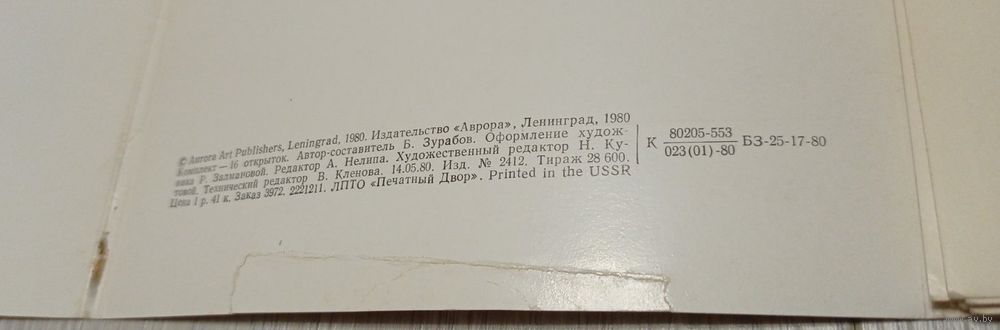 © Aurora Art Publishers, Leningrad. 1980. Издательство «Аврора», Ленинград, 1980
Комплект—16 открыток. Автор-составитель Б. Зурабов. Оформление худож-
ника Р. Залмановой. Редактор А. Нелипа. Художественный редактор Н. Ку-
товой. Технический редактор В. Кленова. 14.05.80. Изд. № 2412. Тираж 28 600.
Цена 1 р. 41 к. Заказ 3972. 2221211. ЛПТО «Печатный Двор». Printed in the USSR
К 80205-553
023(01)-80 БЗ-25-17-80
ay.by